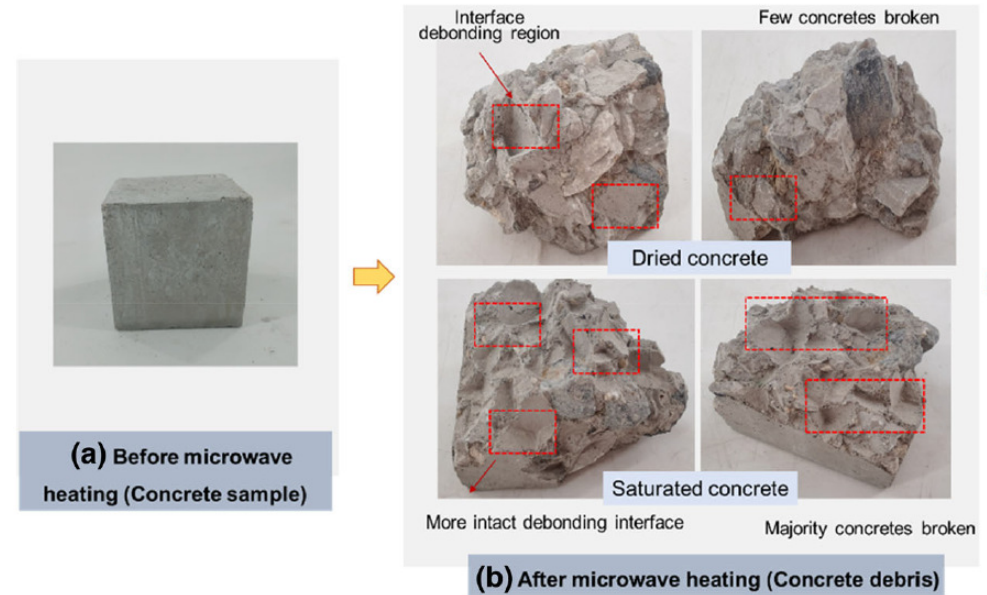 Interface
debonding region
Few concretes broken
Dried concrete
Saturated concrete
More intact debonding interface
Majority concretes broken
(a) Before microwave
heating (Concrete sample)
(b) After microwave heating (Concrete debris)